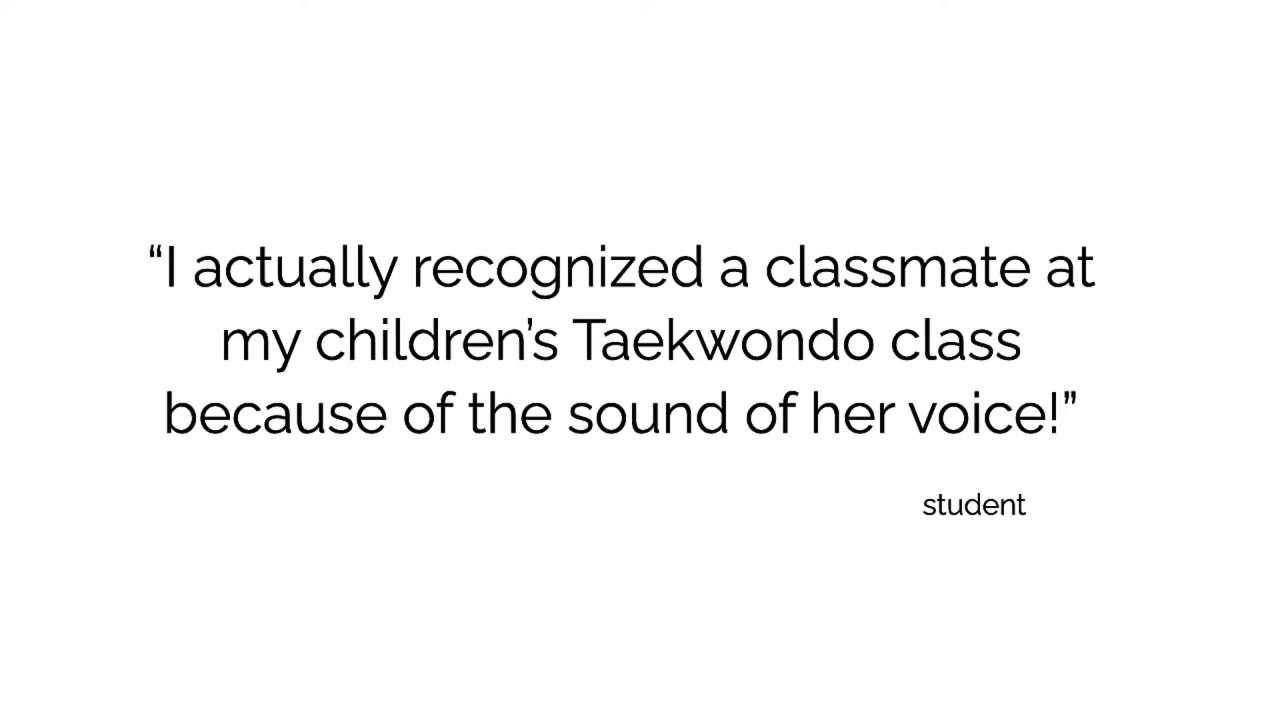 “I actually recognized a classmate at
my children’s Taekwondo class
because of the sound of her voice!”
student